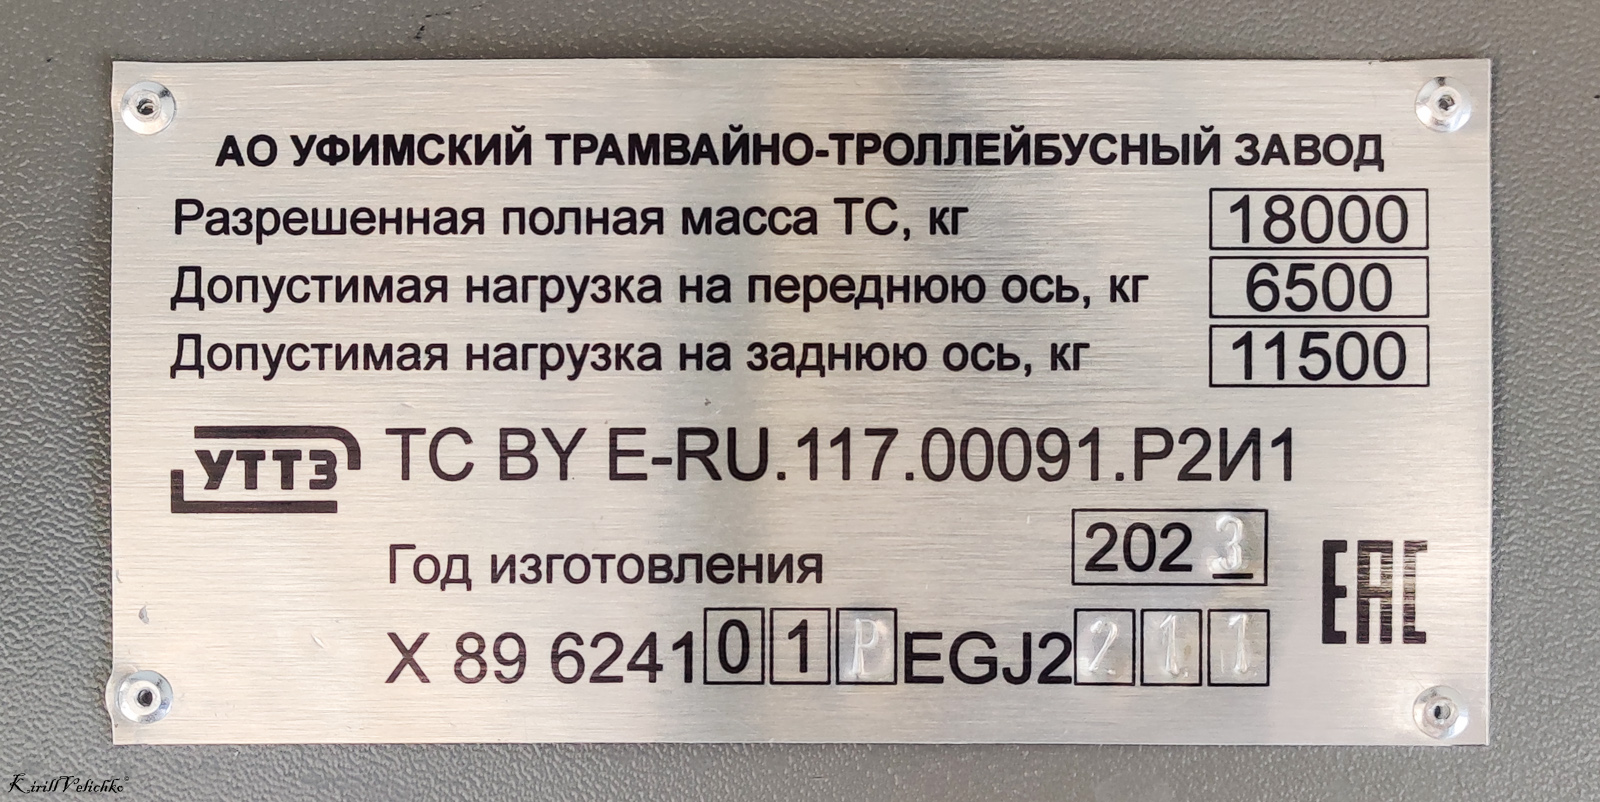 АО УФИМСКИЙ ТРАМВАЙНО-ТРОЛЛЕЙБУСНЫЙ ЗАВОД
Разрешенная полная масса ТС, кг 18000
Допустимая нагрузка на переднюю ось, кг 6500
Допустимая нагрузка на заднюю ось, кг 11500
УТТЗ ТС BY E-RU.117.00091.Р2И1
Год изготовления 2023
EAC
X 89 624101PEGJ2211
KirillVelichko©